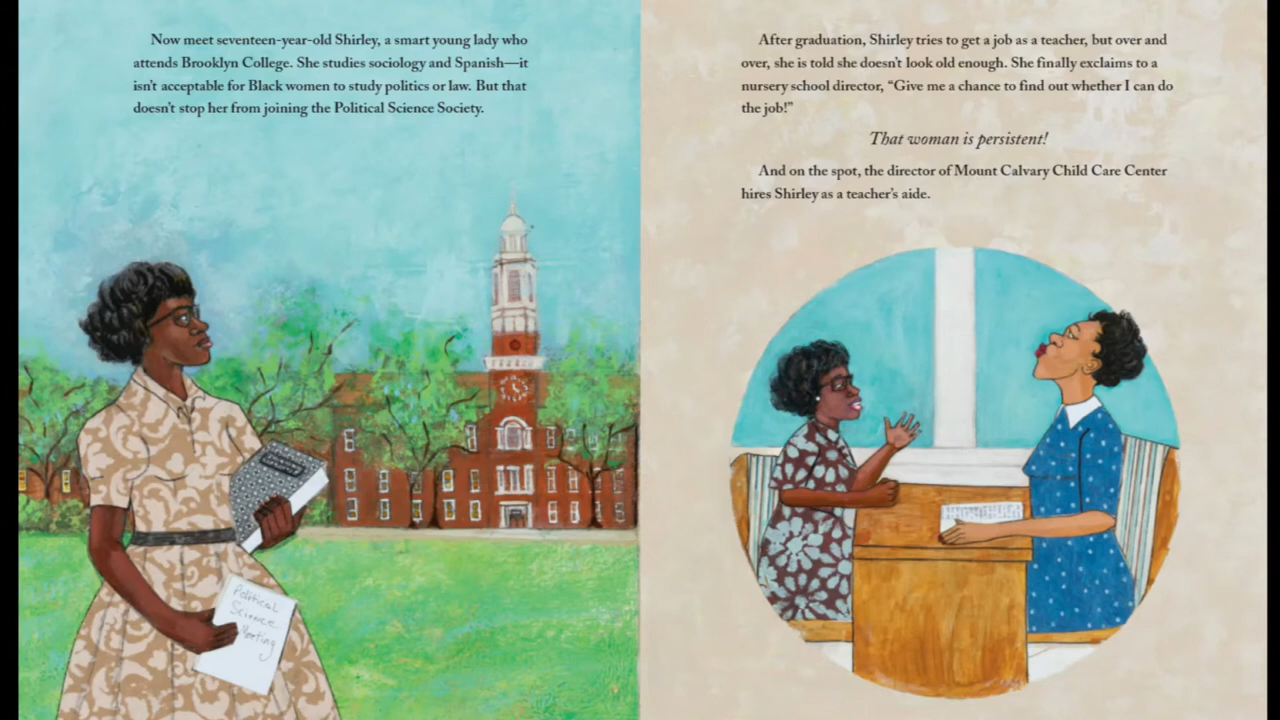 Now meet seventeen-year-old Shirley, a smart young lady who
attends Brooklyn College. She studies sociology and Spanish—it
isn't acceptable for Black women to study politics or law. But that
doesn't stop her from joining the Political Science Society.
Political
Science
Meeting
After graduation, Shirley tries to get a job as a teacher, but over and
over, she is told she doesn't look old enough. She finally exclaims to a
nursery school director, “Give me a chance to find out whether I can do
the job!”
That woman is persistent!
And on the spot, the director of Mount Calvary Child Care Center
hires Shirley as a teacher's aide.